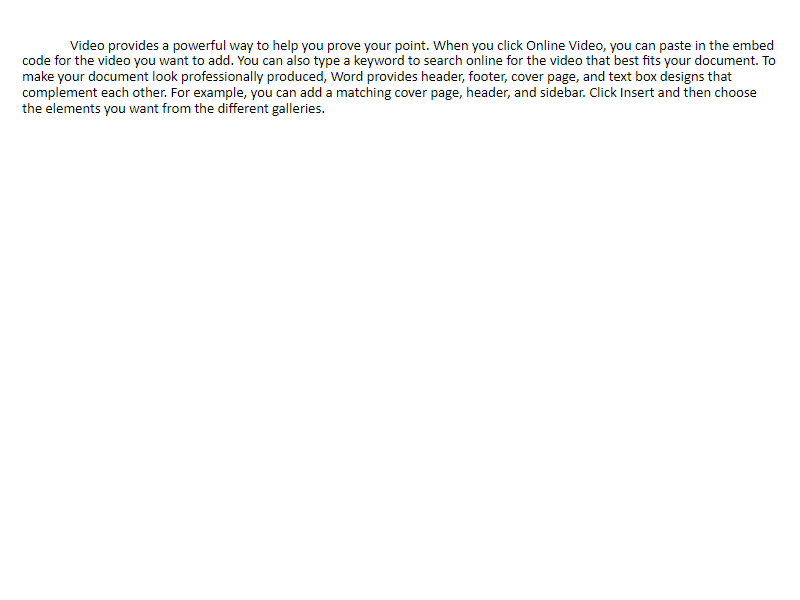 Video provides a powerful way to help you prove your point. When you click Online Video, you can paste in the embed
code for the video you want to add. You can also type a keyword to search online for the video that best fits your document. To
make your document look professionally produced, Word provides header, footer, cover page, and text box designs that
complement each other. For example, you can add a matching cover page, header, and sidebar. Click Insert and then choose
the elements you want from the different galleries.